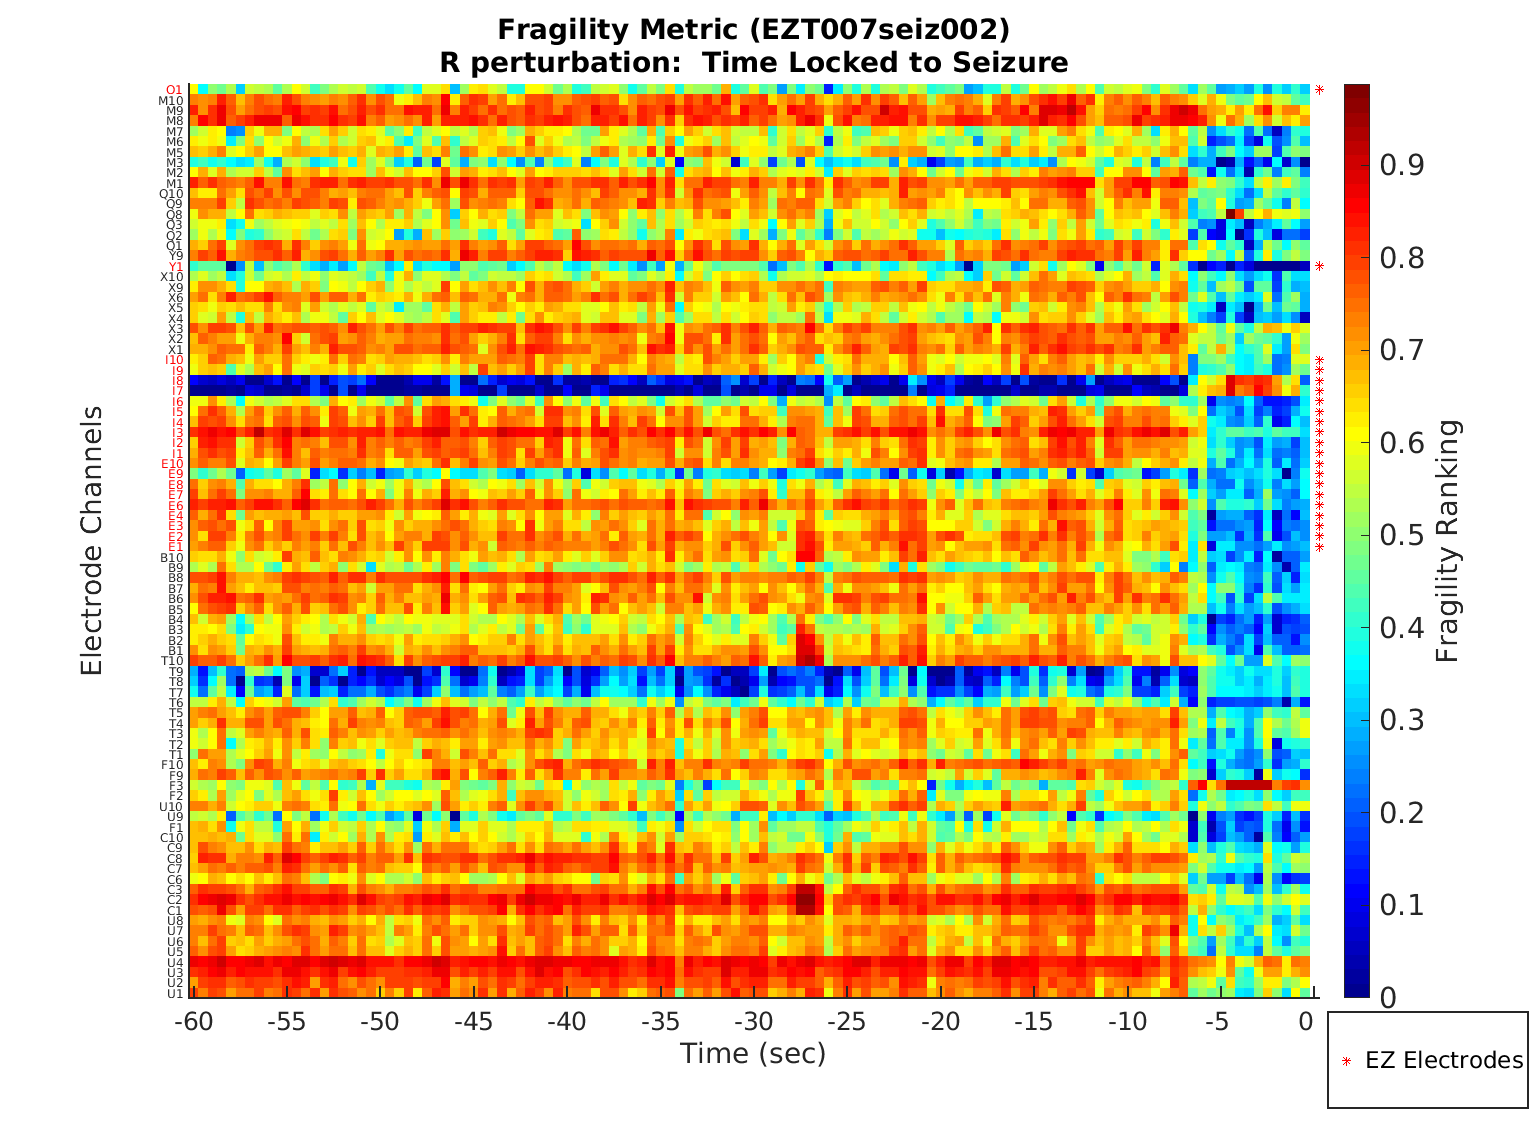 Fragility Metric (EZT007seiz002)
R perturbation:  Time Locked to Seizure
Electrode Channels
O1
M10
M9
M8
M7
M6
M5
M3
M2
M1
Q10
Q9
Q8
Q3
Q2
Q1
Y9
Y1
X10
X9
X6
X5
X4
X3
X2
X1
I10
I9
I8
I7
I6
I5
I4
I3
I2
I1
E10
E9
E8
E7
E6
E4
E3
E2
E1
B10
B9
B8
B7
B6
B5
B4
B3
B2
B1
T10
T9
T8
T7
T6
T5
T4
T3
T2
T1
F10
F9
F3
F2
U10
U9
F1
C10
C9
C8
C7
C6
C3
C2
C1
U8
U7
U6
U5
U4
U3
U2
U1
-60 -55 -50 -45 -40 -35 -30 -25 -20 -15 -10 -5 0
Time (sec)
0.9
0.8
0.7
0.6
0.5
0.4
0.3
0.2
0.1
0
Fragility Ranking
EZ Electrodes